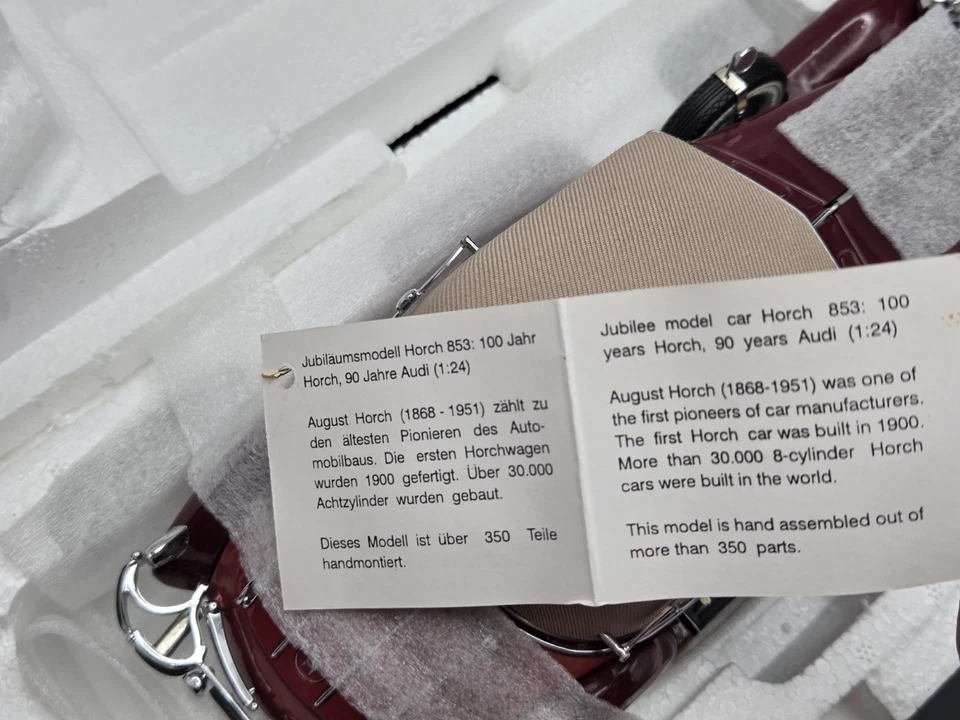 Jubiläumsmodell Horch 853: 100 Jahr
Horch, 90 Jahre Audi (1:24)
August Horch (1868 - 1951) zählt zu
den ältesten Pionieren des Auto-
mobilbaus. Die ersten Horchwagen
wurden 1900 gefertigt. Über 30.000
Achtzylinder wurden gebaut.
Dieses Modell ist über 350 Teile
handmontiert.
Jubilee model car Horch 853: 100
years Horch, 90 years Audi (1:24)
August Horch (1868-1951) was one of
the first pioneers of car manufacturers.
The first Horch car was built in 1900.
More than 30.000 8-cylinder Horch
cars were built in the world.
This model is hand assembled out of
more than 350 parts.